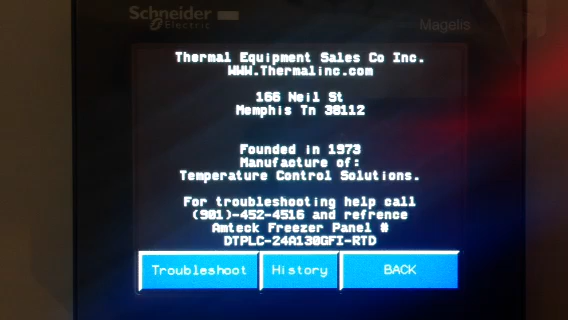 Schneider
Electric
Magelis
Thermal Equipment Sales Co Inc.
WWW.Thermalinc.com
166 Neil St
Memphis Tn 38112
Founded in 1973
Manufacture of:
Temperature Control Solutions.
For troubleshooting help call
(901)-452-4516 and refrence
Amteck Freezer Panel #
DTPLC-24A130GFI-RTD
Troubleshoot History BACK